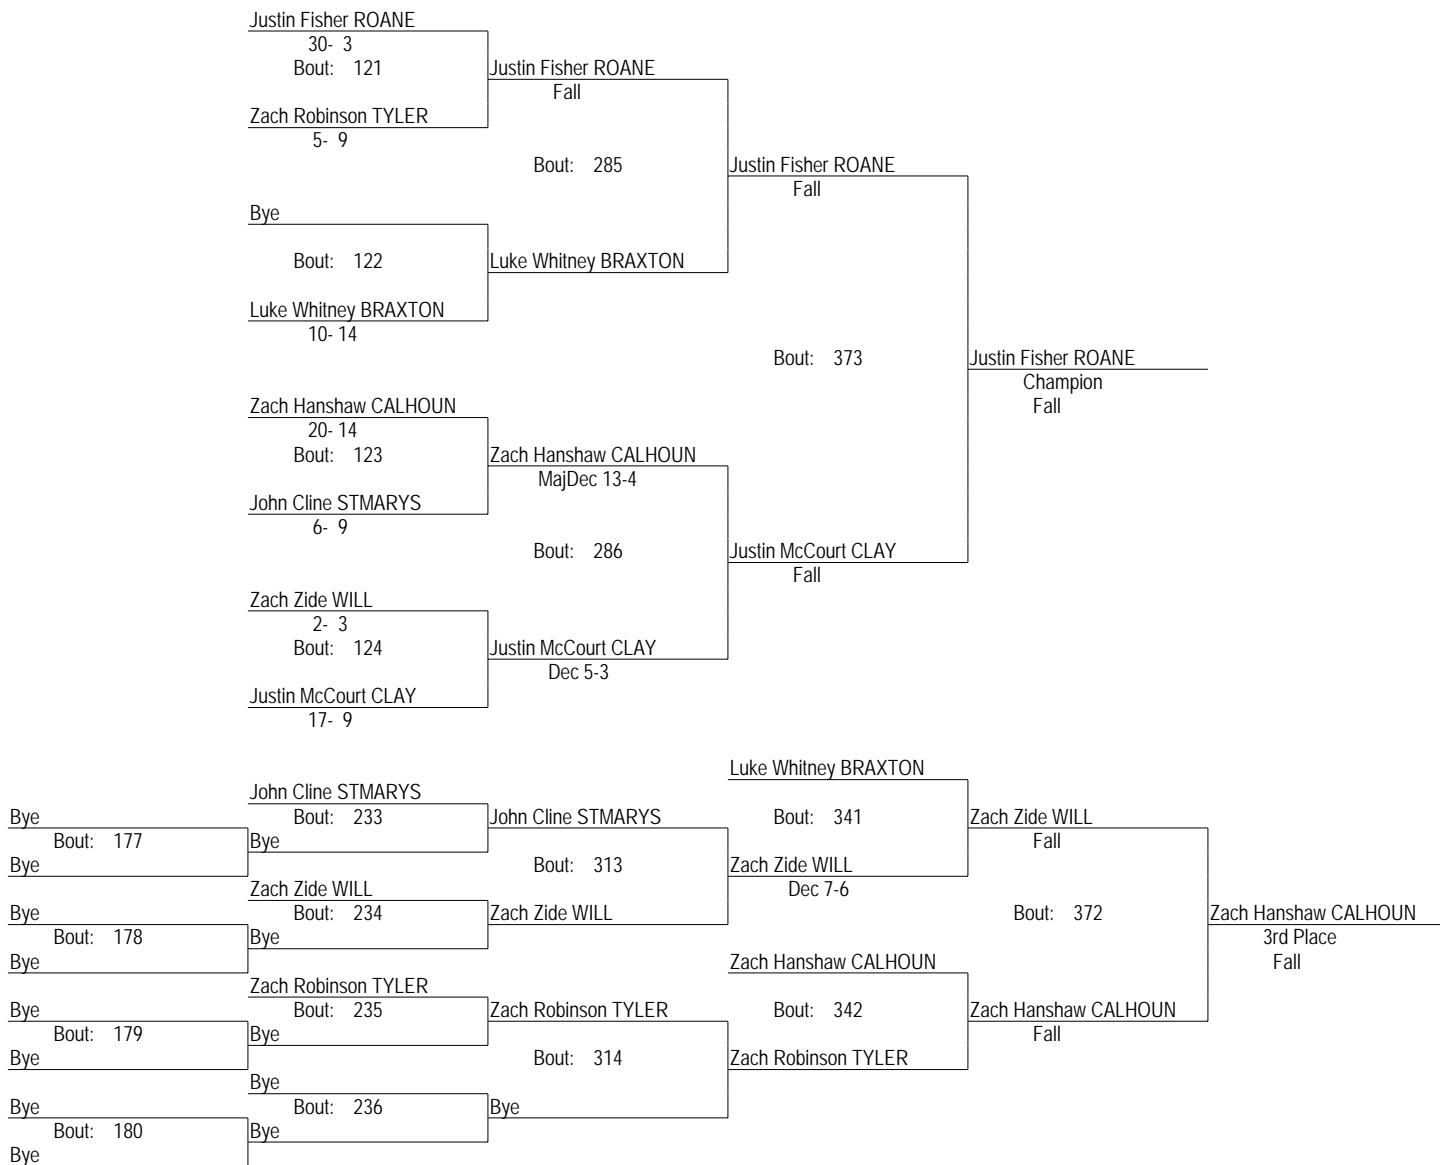 Justin Fisher ROANE
30- 3
Bout: 121
Justin Fisher ROANE
Fall
Zach Robinson TYLER
5- 9
Bout: 285
Justin Fisher ROANE
Fall
Bye
Bout: 122
Luke Whitney BRAXTON
Luke Whitney BRAXTON
10- 14
Bout: 373
Justin Fisher ROANE
Champion
Fall
Zach Hanshaw CALHOUN
20- 14
Bout: 123
Zach Hanshaw CALHOUN
MajDec 13-4
John Cline STMARYS
6- 9
Bout: 286
Justin McCourt CLAY
Fall
Zach Zide WILL
2- 3
Bout: 124
Justin McCourt CLAY
Dec 5-3
Justin McCourt CLAY
17- 9
Luke Whitney BRAXTON
John Cline STMARYS
Bye
Bout: 233
John Cline STMARYS
Bout: 341
Zach Zide WILL
Fall
Bout: 177
Bye
Bye
Bout: 313
Zach Zide WILL
Dec 7-6
Zach Zide WILL
Bye
Bout: 234
Zach Zide WILL
Bout: 372
Zach Hanshaw CALHOUN
3rd Place
Fall
Bout: 178
Bye
Bye
Zach Hanshaw CALHOUN
Zach Robinson TYLER
Bye
Bout: 235
Zach Robinson TYLER
Bout: 342
Zach Hanshaw CALHOUN
Fall
Bout: 179
Bye
Bye
Bout: 314
Zach Robinson TYLER
Bye
Bye
Bout: 236
Bye
Bout: 180
Bye
Bye